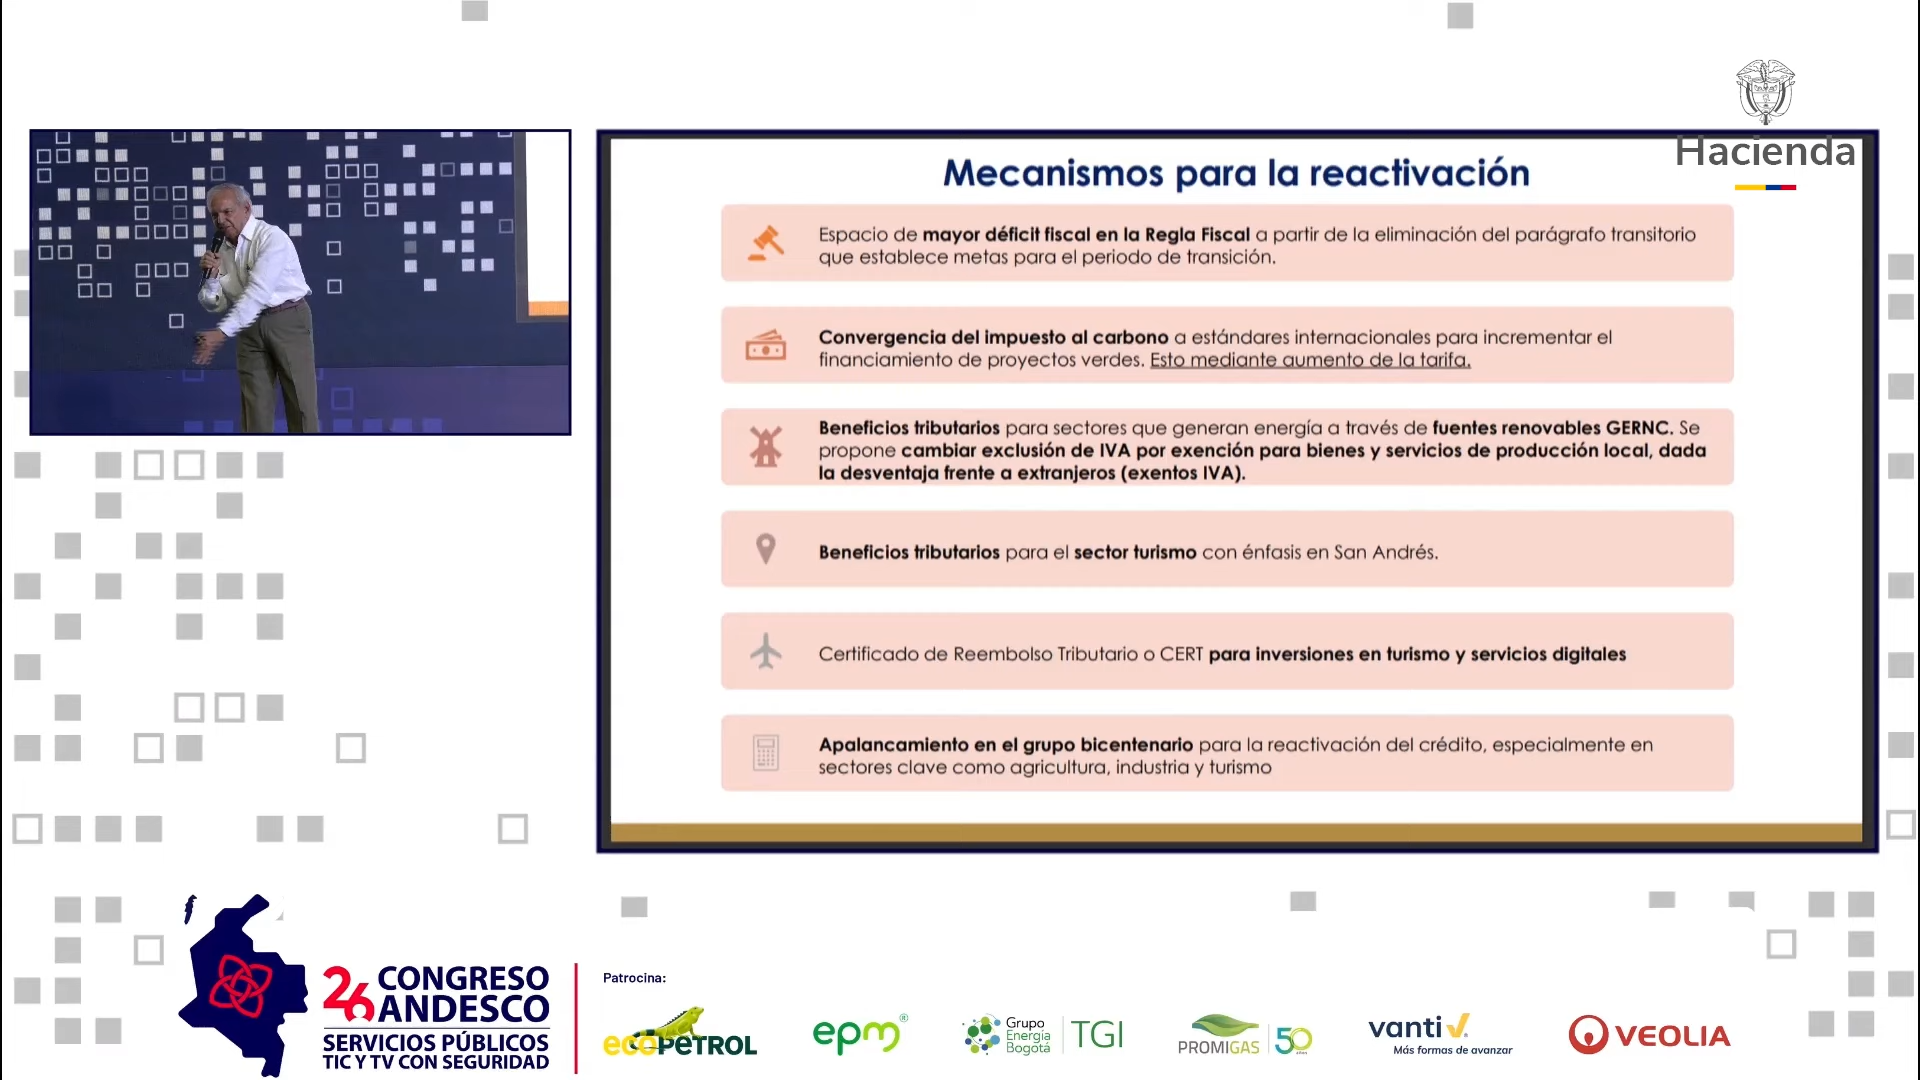 Hacienda
Mecanismos para la reactivación
Espacio de mayor déficit fiscal en la Regla Fiscal a partir de la eliminación del parágrafo transitorio
que establece metas para el periodo de transición.
Convergencia del impuesto al carbono a estándares internacionales para incrementar el
financiamiento de proyectos verdes. Esto mediante aumento de la tarifa.
Beneficios tributarios para sectores que generan energía a través de fuentes renovables GERNC. Se
propone cambiar exclusión de IVA por exención para bienes y servicios de producción local, dada
la desventaja frente a extranjeros (exentos IVA).
Beneficios tributarios para el sector turismo con énfasis en San Andrés.
Certificado de Reembolso Tributario o CERT para inversiones en turismo y servicios digitales
Apalancamiento en el grupo bicentenario para la reactivación del crédito, especialmente en
sectores clave como agricultura, industria y turismo
26 CONGRESO
ANDESCO
SERVICIOS PÚBLICOS
TIC Y TV CON SEGURIDAD
Patrocina:
ecopetrol
epm®
Grupo
Energía
Bogotá
TGI
PROMIGAS
50
vanti
Más formas de avanzar
VEOLIA